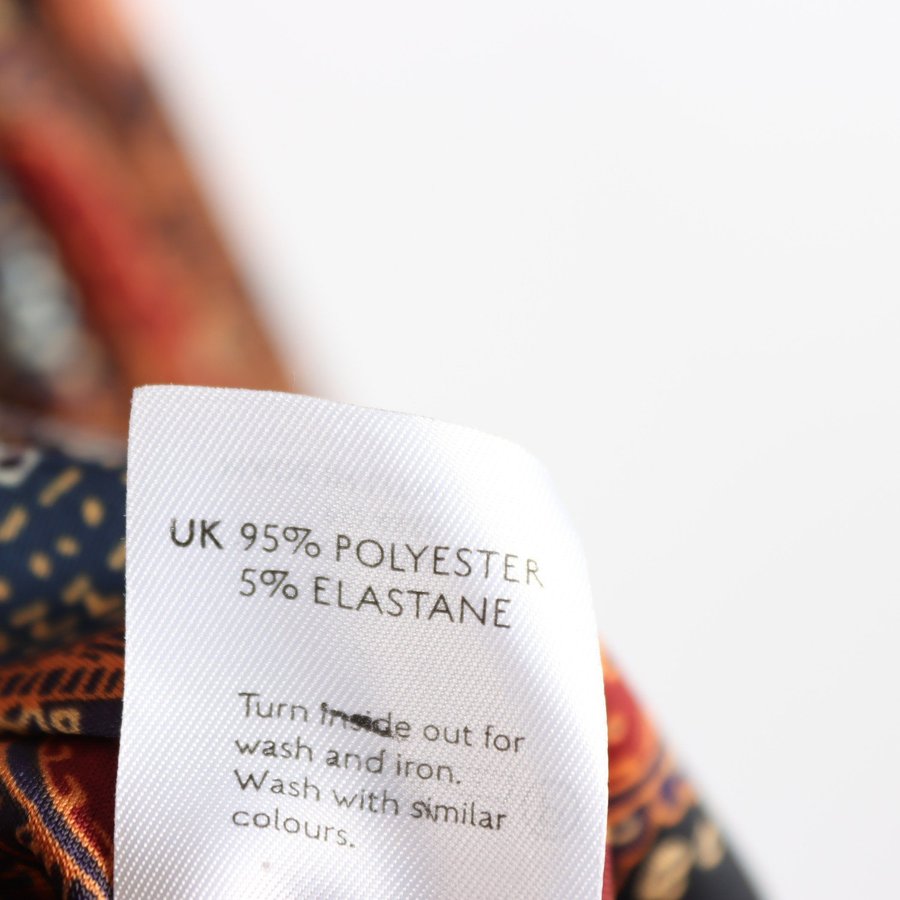 UK 95% POLYESTER
5% ELASTANE
Turn inside out for
wash and iron.
Wash with similar
colours.